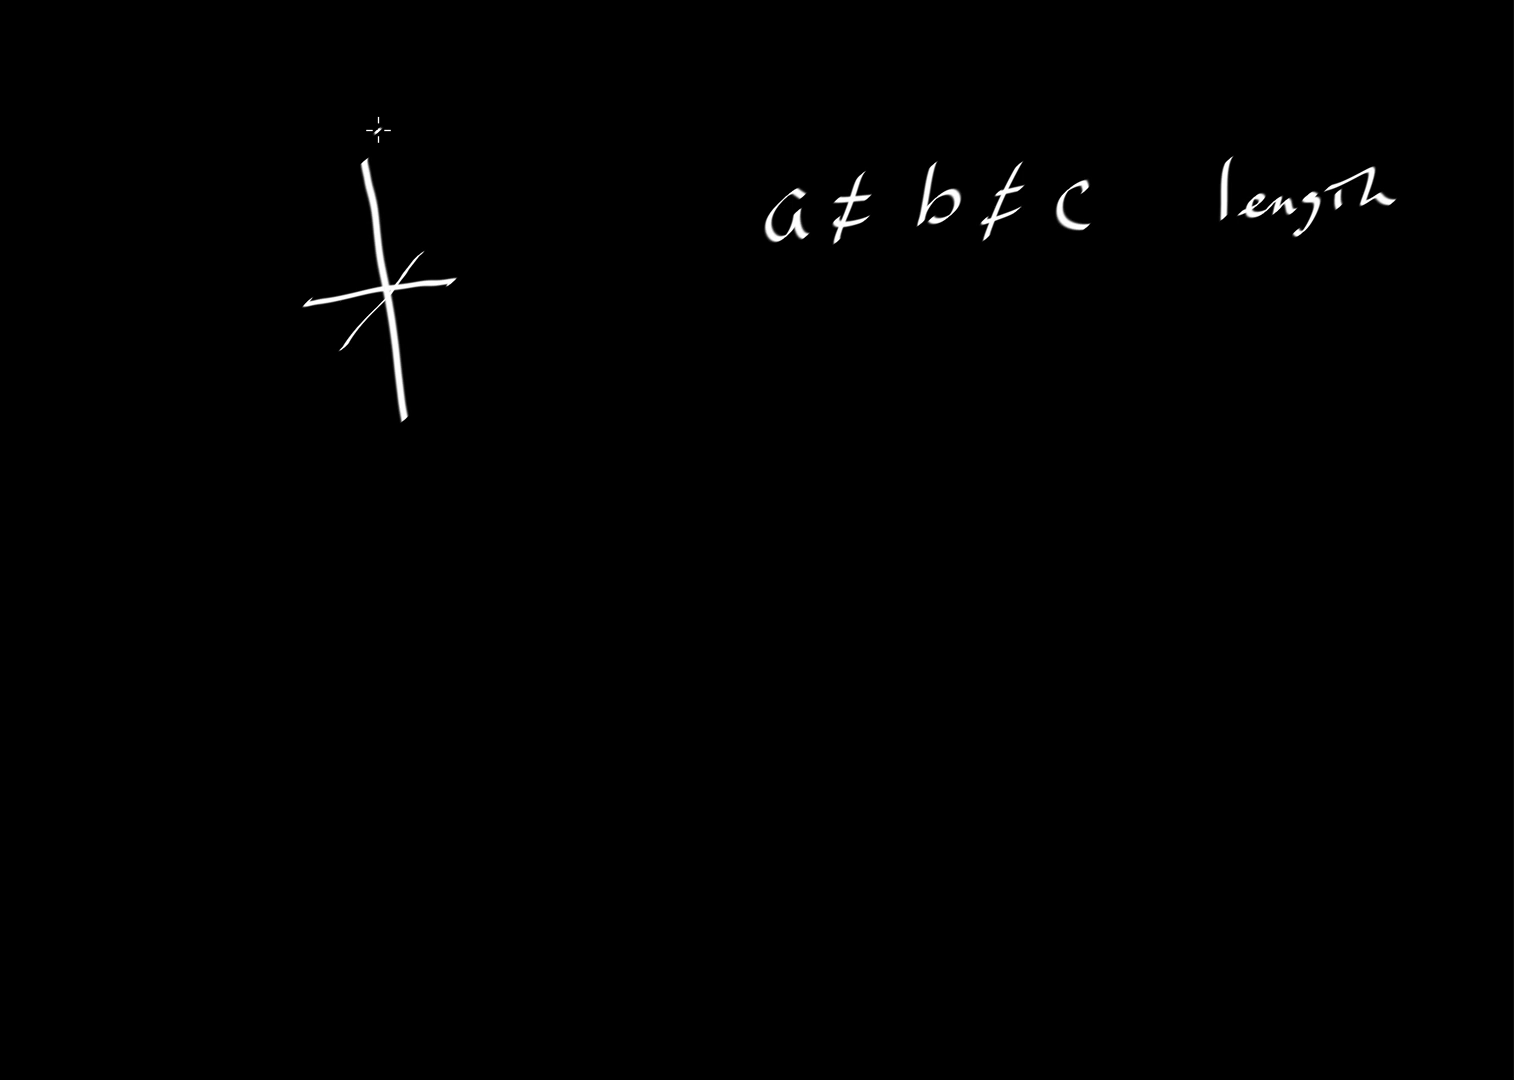 a ≠ b ≠ c length